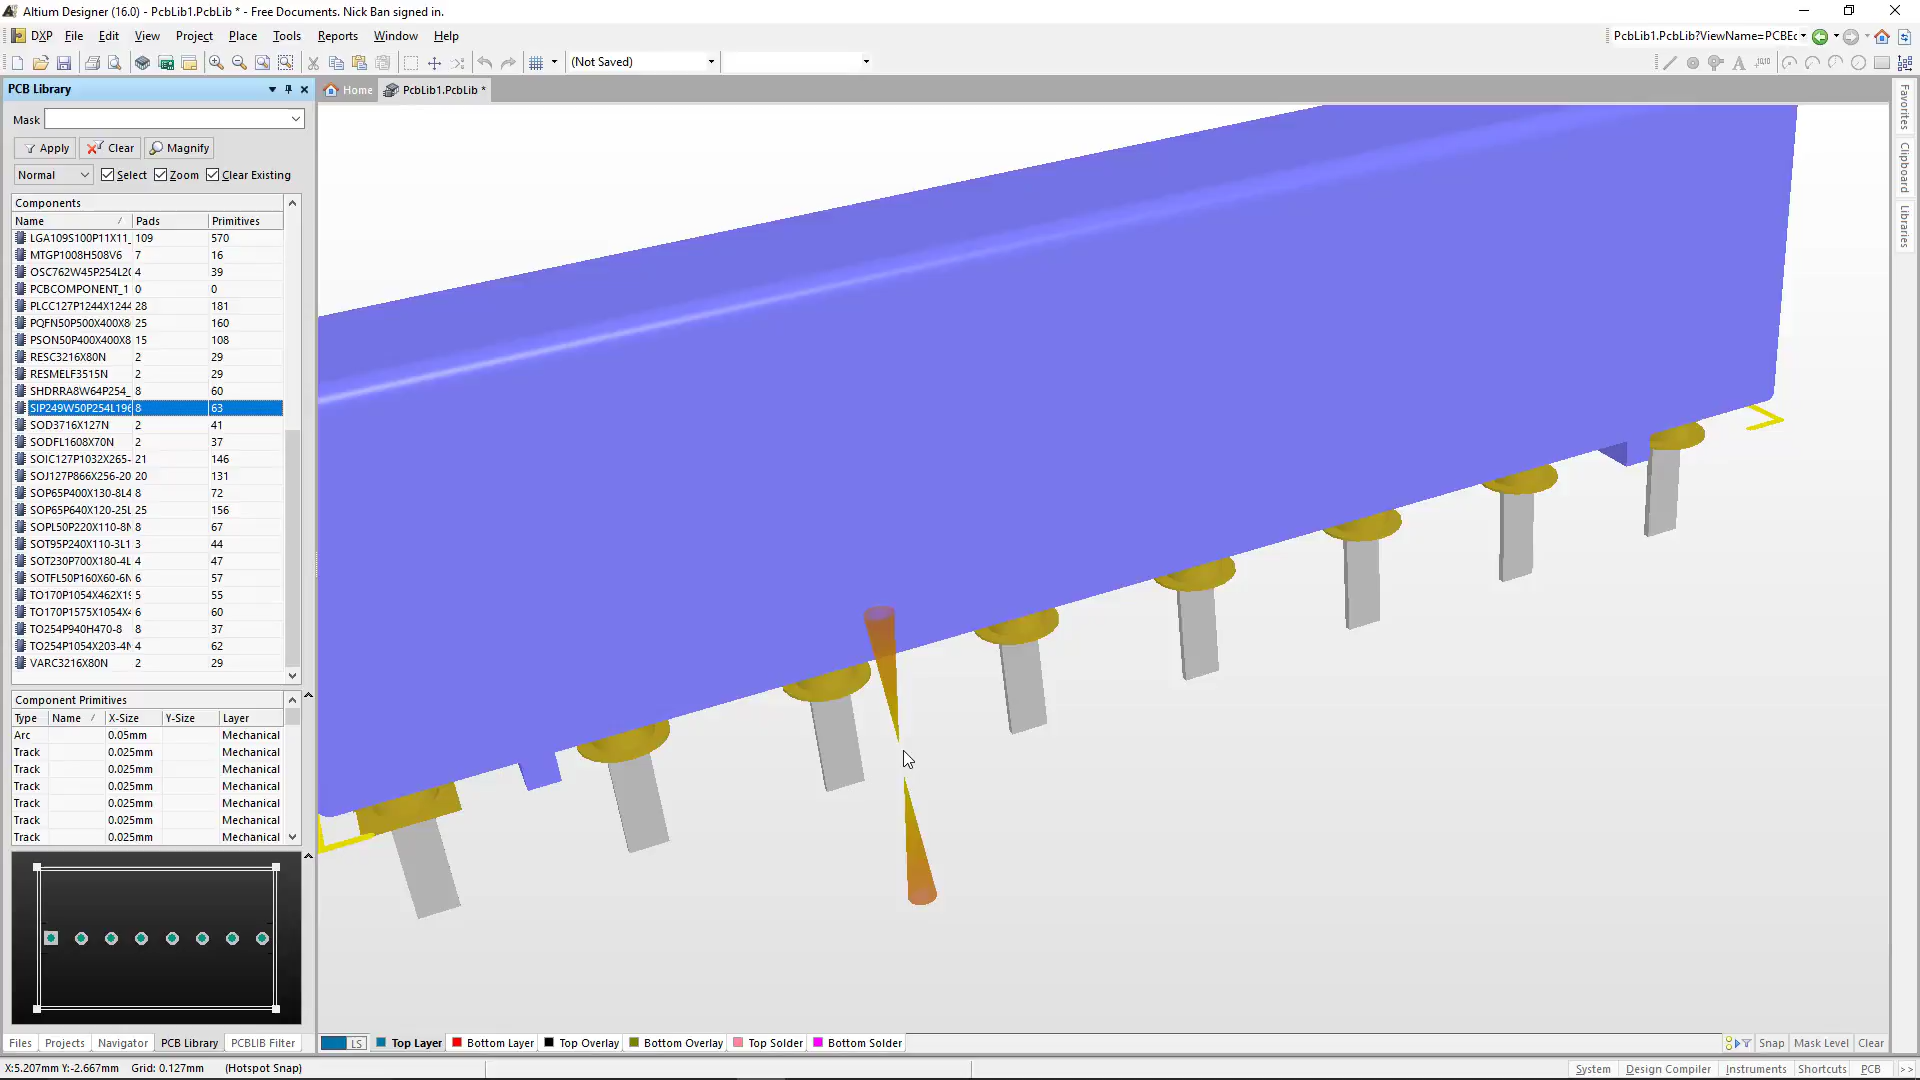 Altium Designer (16.0) - PcbLib1.PcbLib * - Free Documents. Nick Ban signed in.
DXP File Edit View Project Place Tools Reports Window Help
PcbLib1.PcbLib?ViewName=PCBEc
(Not Saved)
PCB Library
Home PcbLib1.PcbLib *
Mask
Apply Clear Magnify
Normal Select Zoom Clear Existing
Components
Name Pads Primitives
LGA109S100P11X11_ 109 570
MTGP1008H508V6 7 16
OSC762W45P254L20 4 39
PCBCOMPONENT_1 0 0
PLCC127P1244X1244 28 181
PQFN50P500X400X8 25 160
PSON50P400X400X8 15 108
RESC3216X80N 2 29
RESMELF3515N 2 29
SHDRRA8W64P254_ 8 60
SIP249W50P254L196 8 63
SOD3716X127N 2 41
SODFL1608X70N 2 37
SOIC127P1032X265- 21 146
SOJ127P866X256-20 20 131
SOP65P400X130-8L4 8 72
SOP65P640X120-25L 25 156
SOPL50P220X110-8N 8 67
SOT95P240X110-3L1 3 44
SOT230P700X180-4L 4 47
SOTFL50P160X60-6N 6 57
TO170P1054X462X19 5 55
TO170P1575X1054X4 6 60
TO254P940H470-8 8 37
TO254P1054X203-4N 4 62
VARC3216X80N 2 29
Component Primitives
Type Name X-Size Y-Size Layer
Arc 0.05mm Mechanical
Track 0.025mm Mechanical
Track 0.025mm Mechanical
Track 0.025mm Mechanical
Track 0.025mm Mechanical
Track 0.025mm Mechanical
Track 0.025mm Mechanical
Favorites
Clipboard
Libraries
Files Projects Navigator PCB Library PCBLIB Filter
LS Top Layer Bottom Layer Top Overlay Bottom Overlay Top Solder Bottom Solder
Snap Mask Level Clear
X:5.207mm Y:-2.667mm Grid: 0.127mm (Hotspot Snap)
System Design Compiler Instruments Shortcuts PCB >>